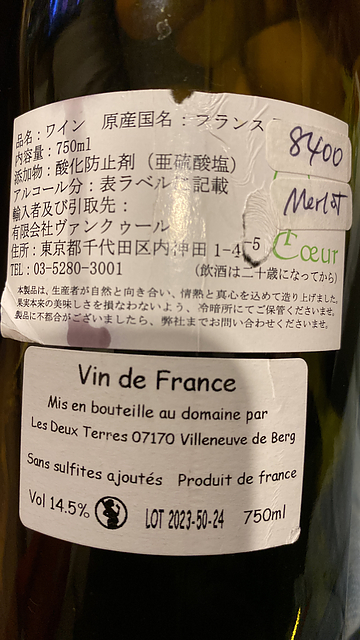 品名：ワイン 原産国名：フランス
内容量：750ml
添加物：酸化防止剤（亜硫酸塩）
アルコール分：表ラベルに記載
輸入者及び引取先：
有限会社ヴァンクゥール
住所：東京都千代田区内神田 1-4-5
TEL：03-5280-3001 （飲酒は二十歳になってから）
本製品は、生産者が自然と向き合い、情熱と真心を込めて造り上げました。
果実本来の美味しさを損なわないよう、冷暗所にてご保管くださいませ。
製品に不都合がございましたら、弊社までお問い合わせくださいませ。
8400
Merlot
Cœur
Vin de France
Mis en bouteille au domaine par
Les Deux Terres 07170 Villeneuve de Berg
Sans sulfites ajoutés Produit de france
Vol 14.5% LOT 2023-50-24 750ml